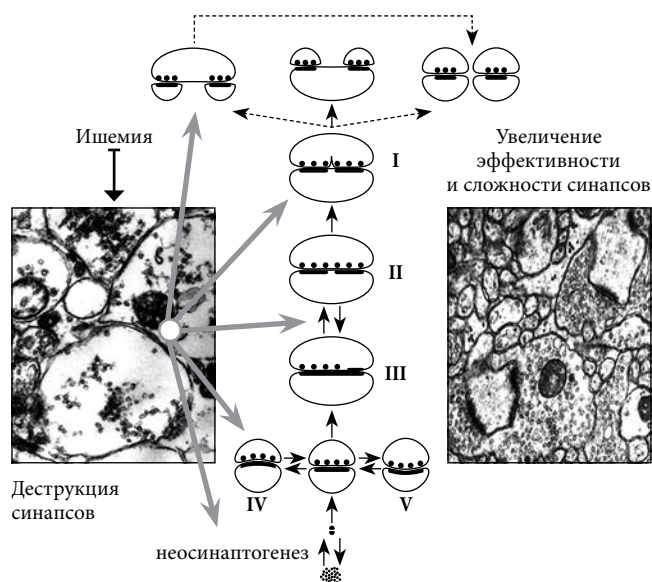 Ишемия
Увеличение
эффективности
и сложности синапсов
I
II
III
IV
V
Деструкция
синапсов
неосинаптогенез